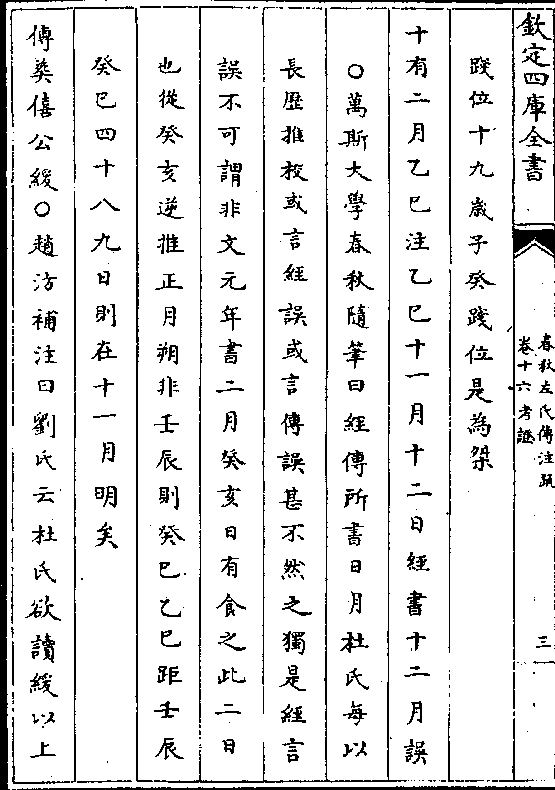 欽定四庫全書
春秋左氏傳注疏
卷十六考證
三
踐位十九歲子癸踐位是為桀
十有二月乙巳注乙巳十一月十二日經書十二月誤
○萬斯大學春秋隨筆曰經傳所書日月杜氏每以
長歷推校或言經誤或言傳誤甚不然之獨是經言
誤不可謂非文元年書二月癸亥日有食之此二日
也從癸亥逆推正月朔非壬辰則癸巳乙巳距壬辰
癸巳四十八九日則在十一月明矣
傳葬僖公緩○趙汸補注曰劉氏云杜氏欲讀緩以上